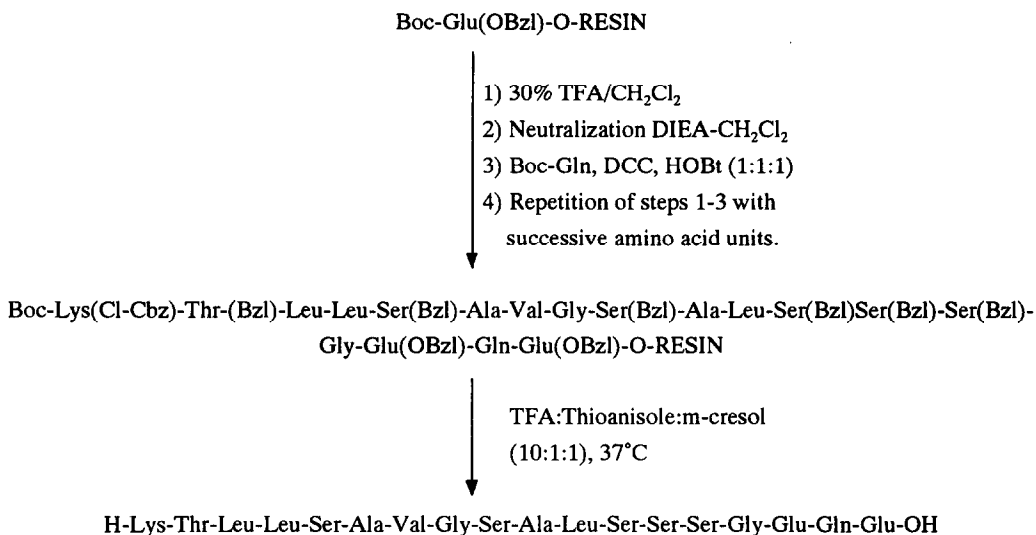 Boc-Glu(OBzl)-O-RESIN
1) 30% TFA/CH₂Cl₂
2) Neutralization DIEA-CH₂Cl₂
3) Boc-Gln, DCC, HOBt (1:1:1)
4) Repetition of steps 1-3 with
successive amino acid units.
Boc-Lys(Cl-Cbz)-Thr-(Bzl)-Leu-Leu-Ser(Bzl)-Ala-Val-Gly-Ser(Bzl)-Ala-Leu-Ser(Bzl)Ser(Bzl)-Ser(Bzl)-
Gly-Glu(OBzl)-Gln-Glu(OBzl)-O-RESIN
TFA:Thioanisole:m-cresol
(10:1:1), 37°C
H-Lys-Thr-Leu-Leu-Ser-Ala-Val-Gly-Ser-Ala-Leu-Ser-Ser-Ser-Gly-Glu-Gln-Glu-OH